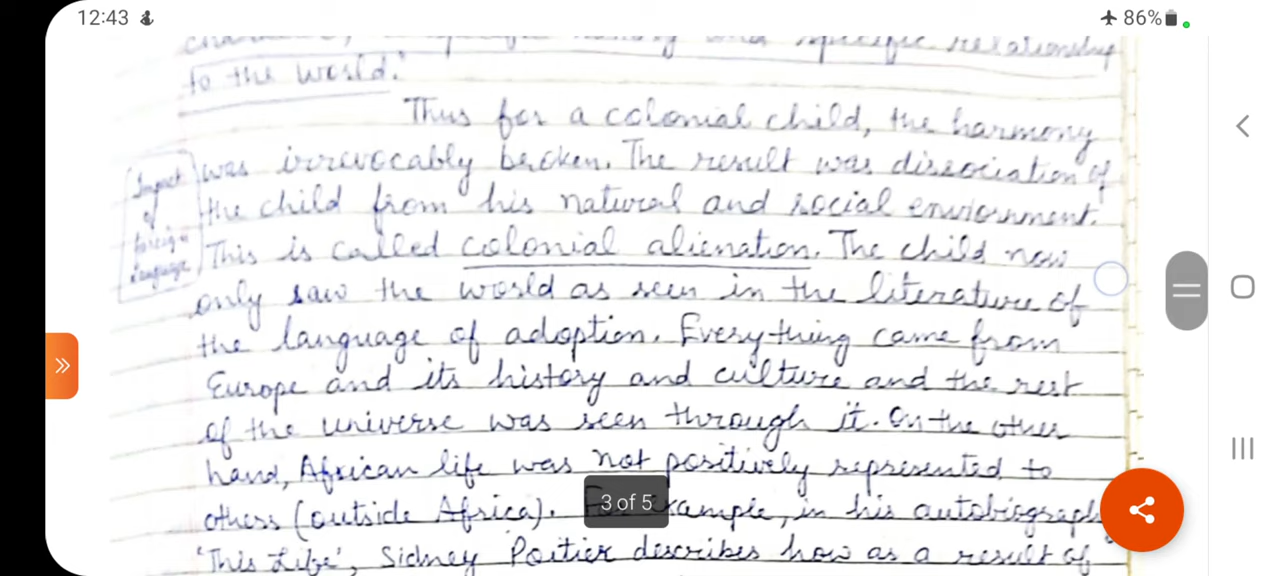 12:43
86%
specific relationship
to the world.'
Thus for a colonial child, the harmony
was irrevocably broken. The result was dissociation of
the child from his natural and social enviornment.
This is called colonial alienation. The child now
only saw the world as seen in the literature of
the language of adoption. Everything came from
Europe and its history and culture and the rest
of the universe was seen through it. On the other
hand, African life was not positively represented to
others (outside Africa). For example, in his autobiography
'This Life', Sidney Poitier describes how as a result of
Impact
of
foreign
language
3 of 5